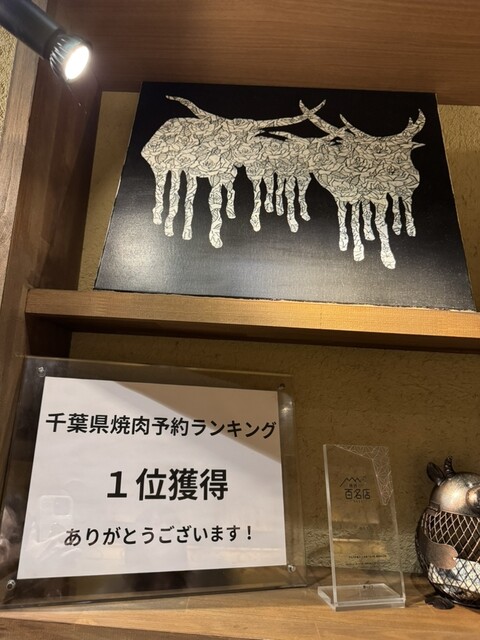 千葉県焼肉予約ランキング
1位獲得
ありがとうございます！
百名店